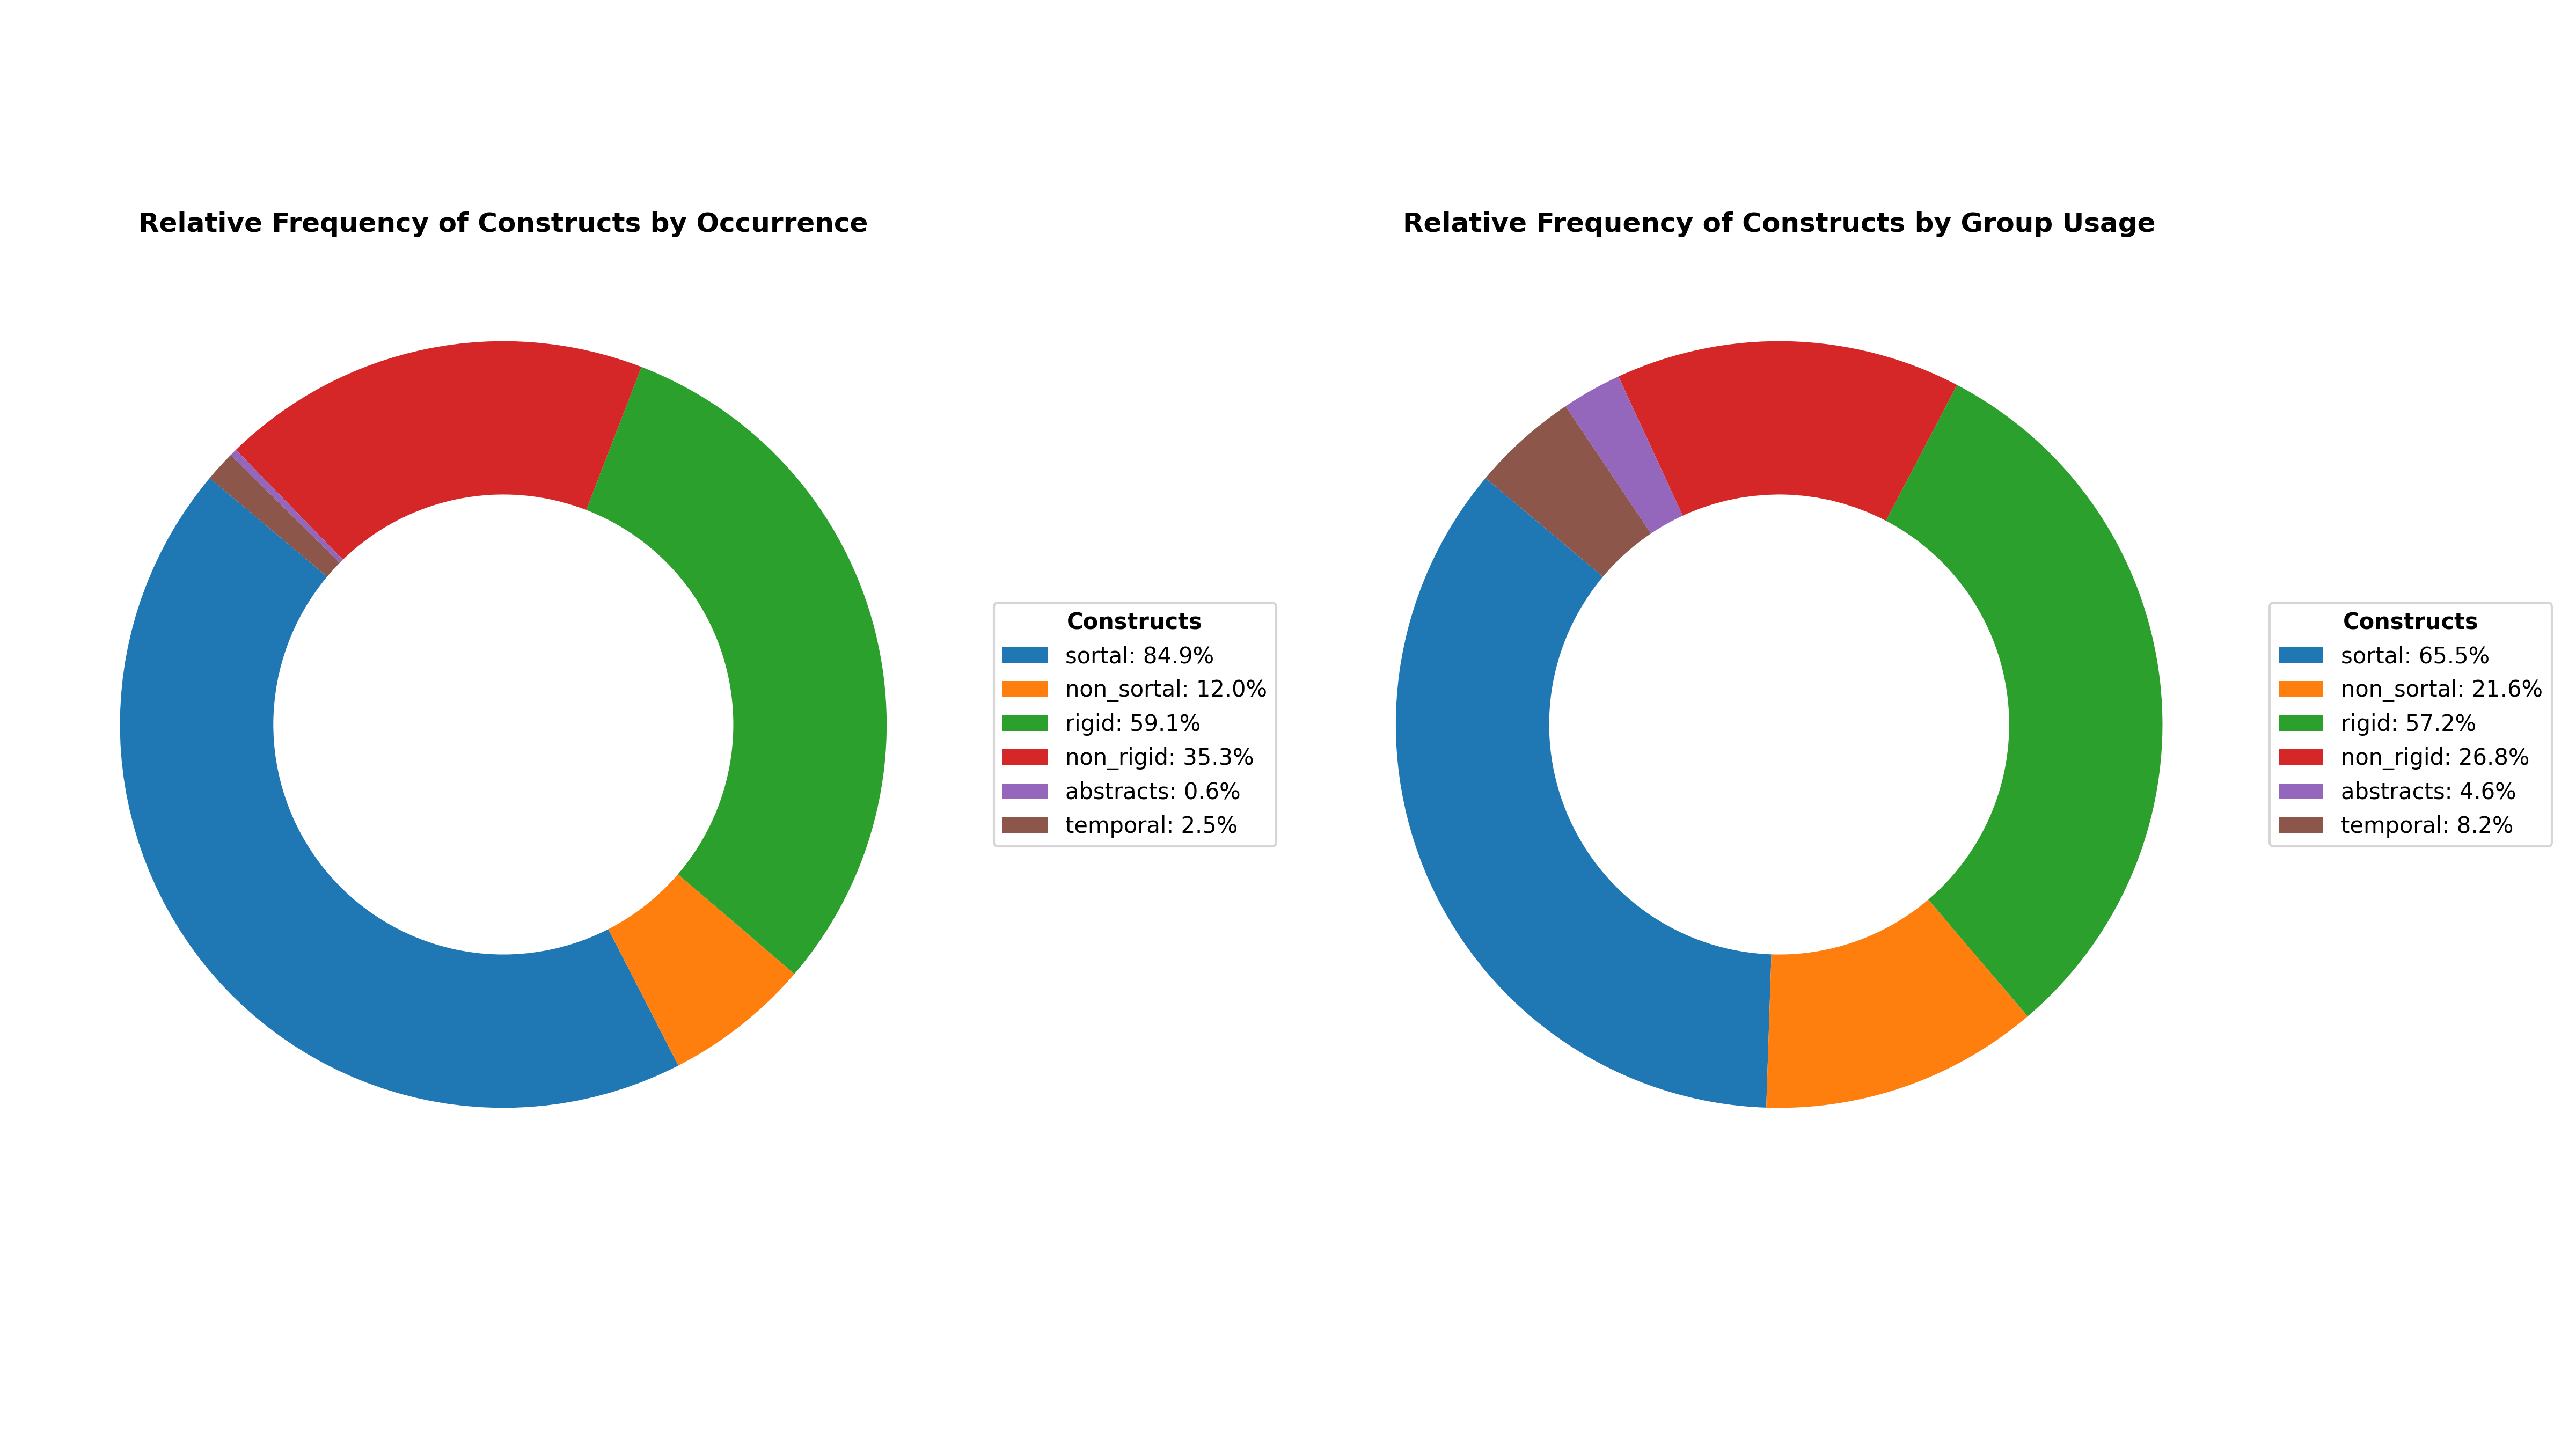 Relative Frequency of Constructs by Occurrence
Constructs
sortal: 84.9%
non_sortal: 12.0%
rigid: 59.1%
non_rigid: 35.3%
abstracts: 0.6%
temporal: 2.5%
Relative Frequency of Constructs by Group Usage
Constructs
sortal: 65.5%
non_sortal: 21.6%
rigid: 57.2%
non_rigid: 26.8%
abstracts: 4.6%
temporal: 8.2%